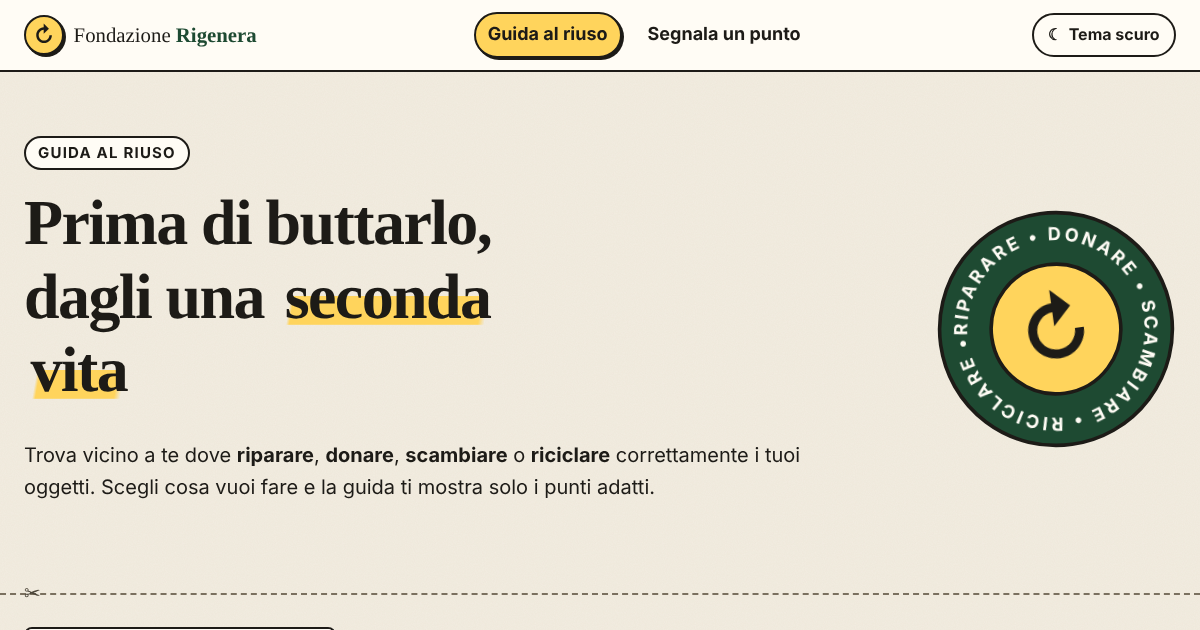 Fondazione Rigenera
Guida al riuso
Segnala un punto
☾ Tema scuro
GUIDA AL RIUSO
Prima di buttarlo,
dagli una seconda
vita
RIPARARE • DONARE • SCAMBIARE • RICICLARE •
Trova vicino a te dove riparare, donare, scambiare o riciclare correttamente i tuoi
oggetti. Scegli cosa vuoi fare e la guida ti mostra solo i punti adatti.